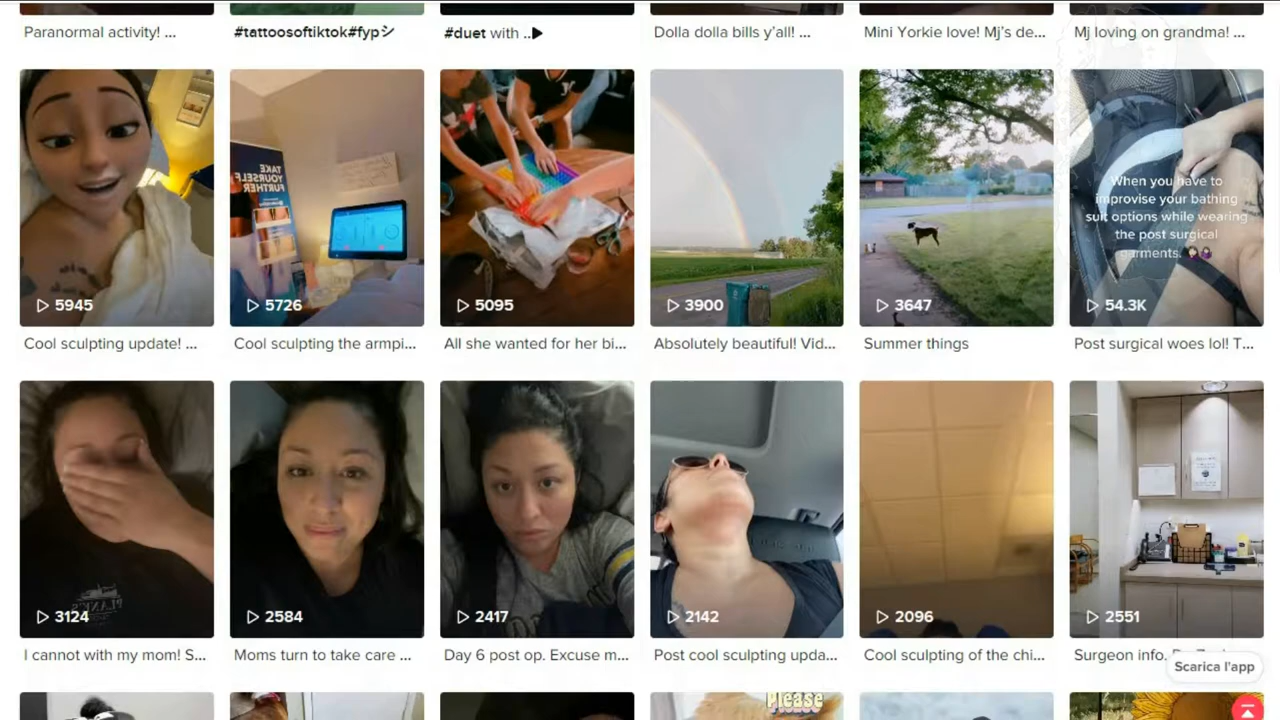 Paranormal activity! ...
#tattoosoftiktok#fypシ
#duet with ..▶
Dolla dolla bills y'all! ...
Mini Yorkie love! Mj's de...
Mj loving on grandma! ...
TAKE
YOURSELF
FURTHER
When you have to
improvise your bathing
suit options while wearing
the post surgical
garments.
5945
5726
5095
3900
3647
54.3K
Cool sculpting update! ...
Cool sculpting the armpi...
All she wanted for her bi...
Absolutely beautiful! Vid...
Summer things
Post surgical woes lol! T...
3124
2584
2417
2142
2096
2551
I cannot with my mom! S...
Moms turn to take care ...
Day 6 post op. Excuse m...
Post cool sculpting upda...
Cool sculpting of the chi...
Surgeon info.
Scarica l'app
Please